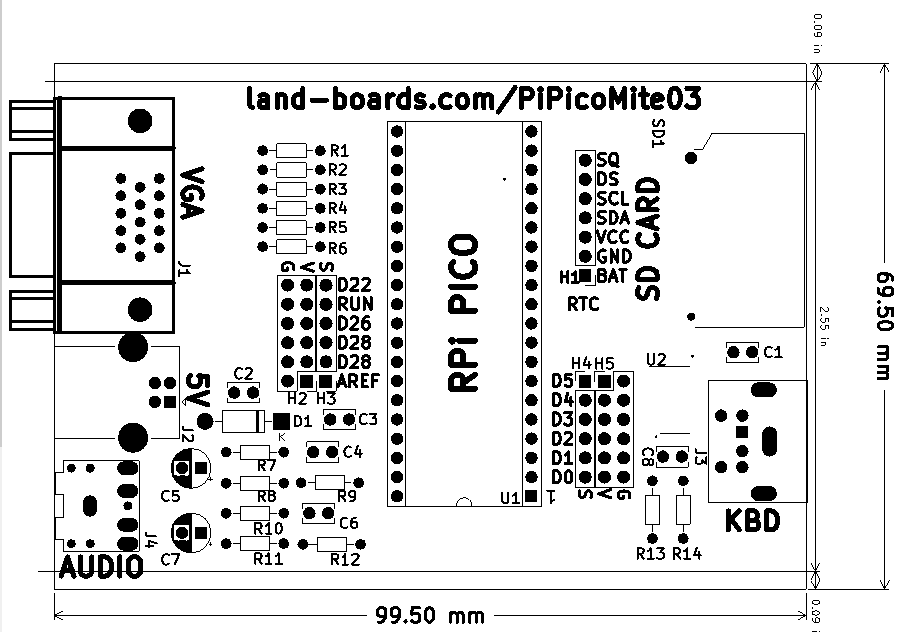 0.09 in
land-boards.com/PiPicoMite03
SD1
R1
R2
R3
R4
R5
R6
VGA
J1
G V S
D22
RUN
D26
D28
D28
AREF
H2 H3
RPi PICO
U1
1
SQ
DS
SCL
SDA
VCC
GND
BAT
H1
RTC
SD CARD
69.50 mm
2.55 in
U2
C1
H4 H5
D5
D4
D3
D2
D1
D0
S V G
5V
J2
C2
D1
K
C3
C4
C5
R7
R8
R9
C6
R10
C7
R11
R12
J4
AUDIO
C8
J3
KBD
R13 R14
99.50 mm
0.09 in